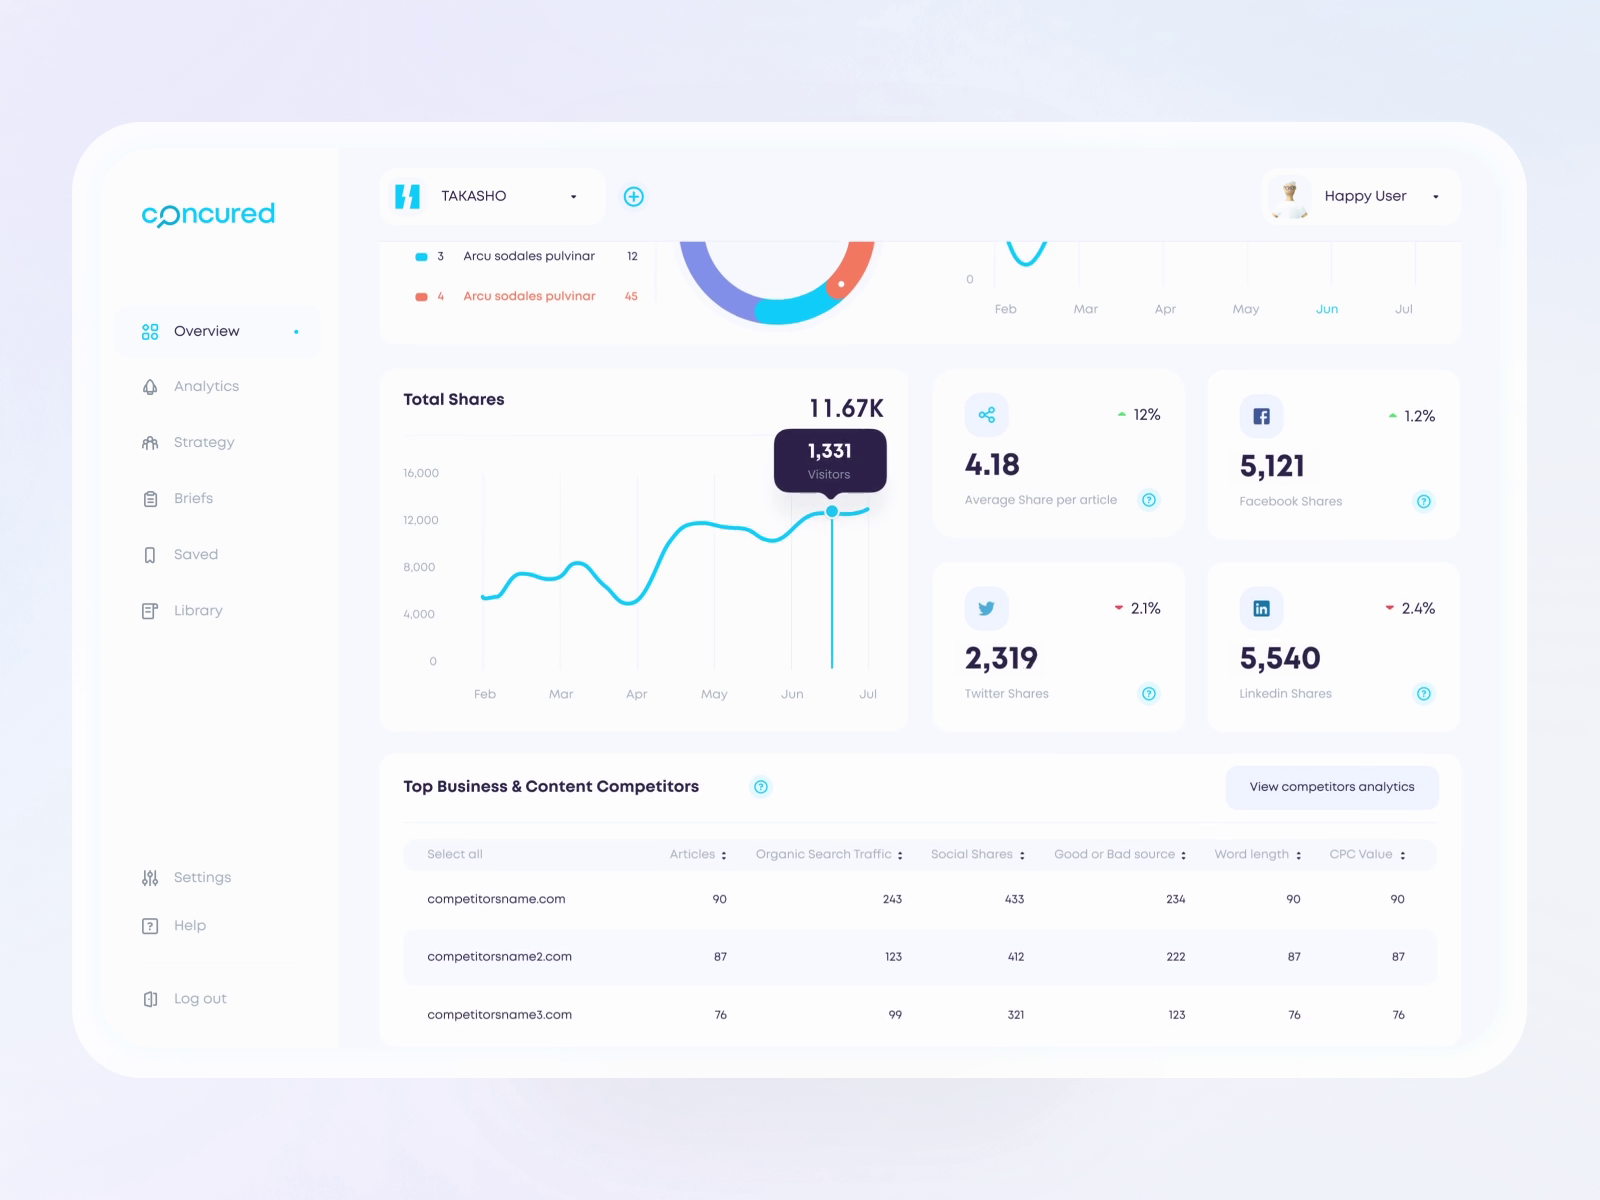 concured
TAKASHO
Happy User
Overview
Analytics
Strategy
Briefs
Saved
Library
Settings
Help
Log out
3 Arcu sodales pulvinar 12
4 Arcu sodales pulvinar 45
0
Feb Mar Apr May Jun Jul
Total Shares
11.67K
1,331
Visitors
16,000
12,000
8,000
4,000
0
Feb Mar Apr May Jun Jul
12%
4.18
Average Share per article
?
1.2%
5,121
Facebook Shares
?
2.1%
2,319
Twitter Shares
?
in
2.4%
5,540
Linkedin Shares
?
Top Business & Content Competitors ?
View competitors analytics
Select all Articles Organic Search Traffic Social Shares Good or Bad source Word length CPC Value
competitorsname.com 90 243 433 234 90 90
competitorsname2.com 87 123 412 222 87 87
competitorsname3.com 76 99 321 123 76 76